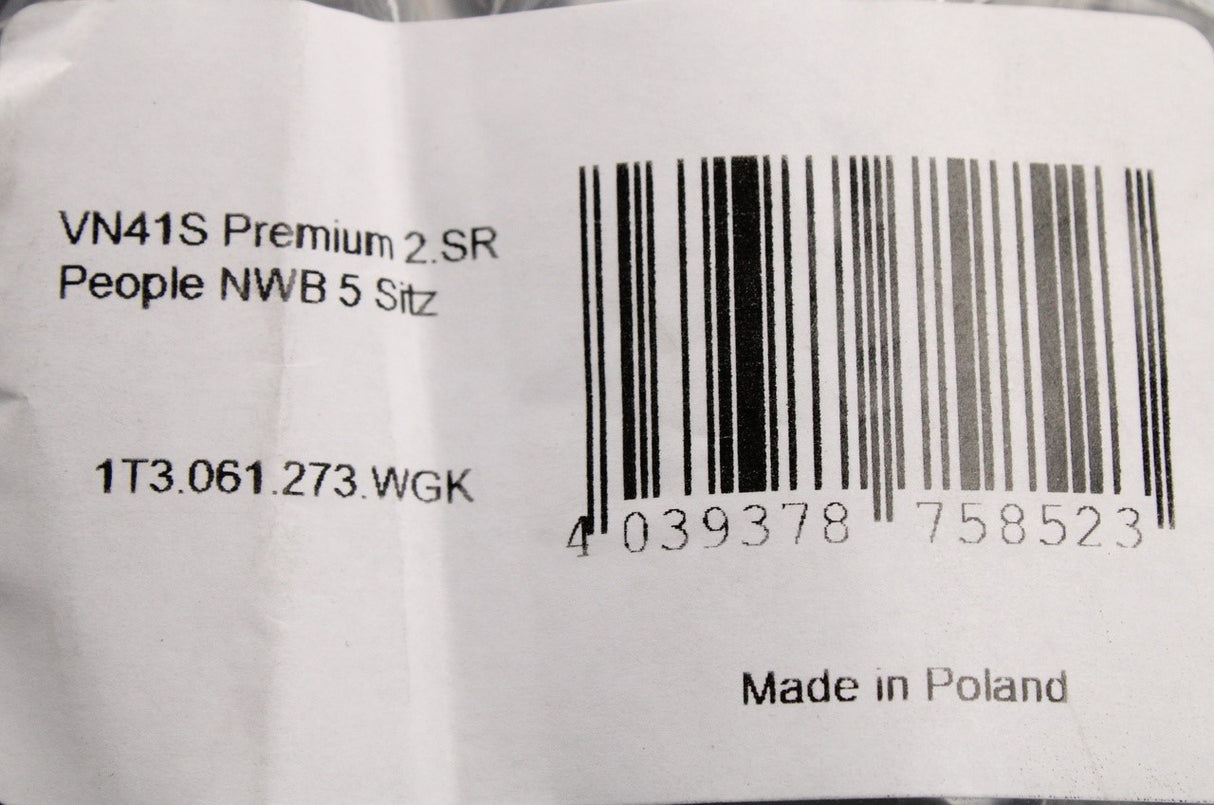 VN41S Premium 2.SR
People NWB 5 Sitz
1T3.061.273.WGK
4 039378 758523
Made in Poland